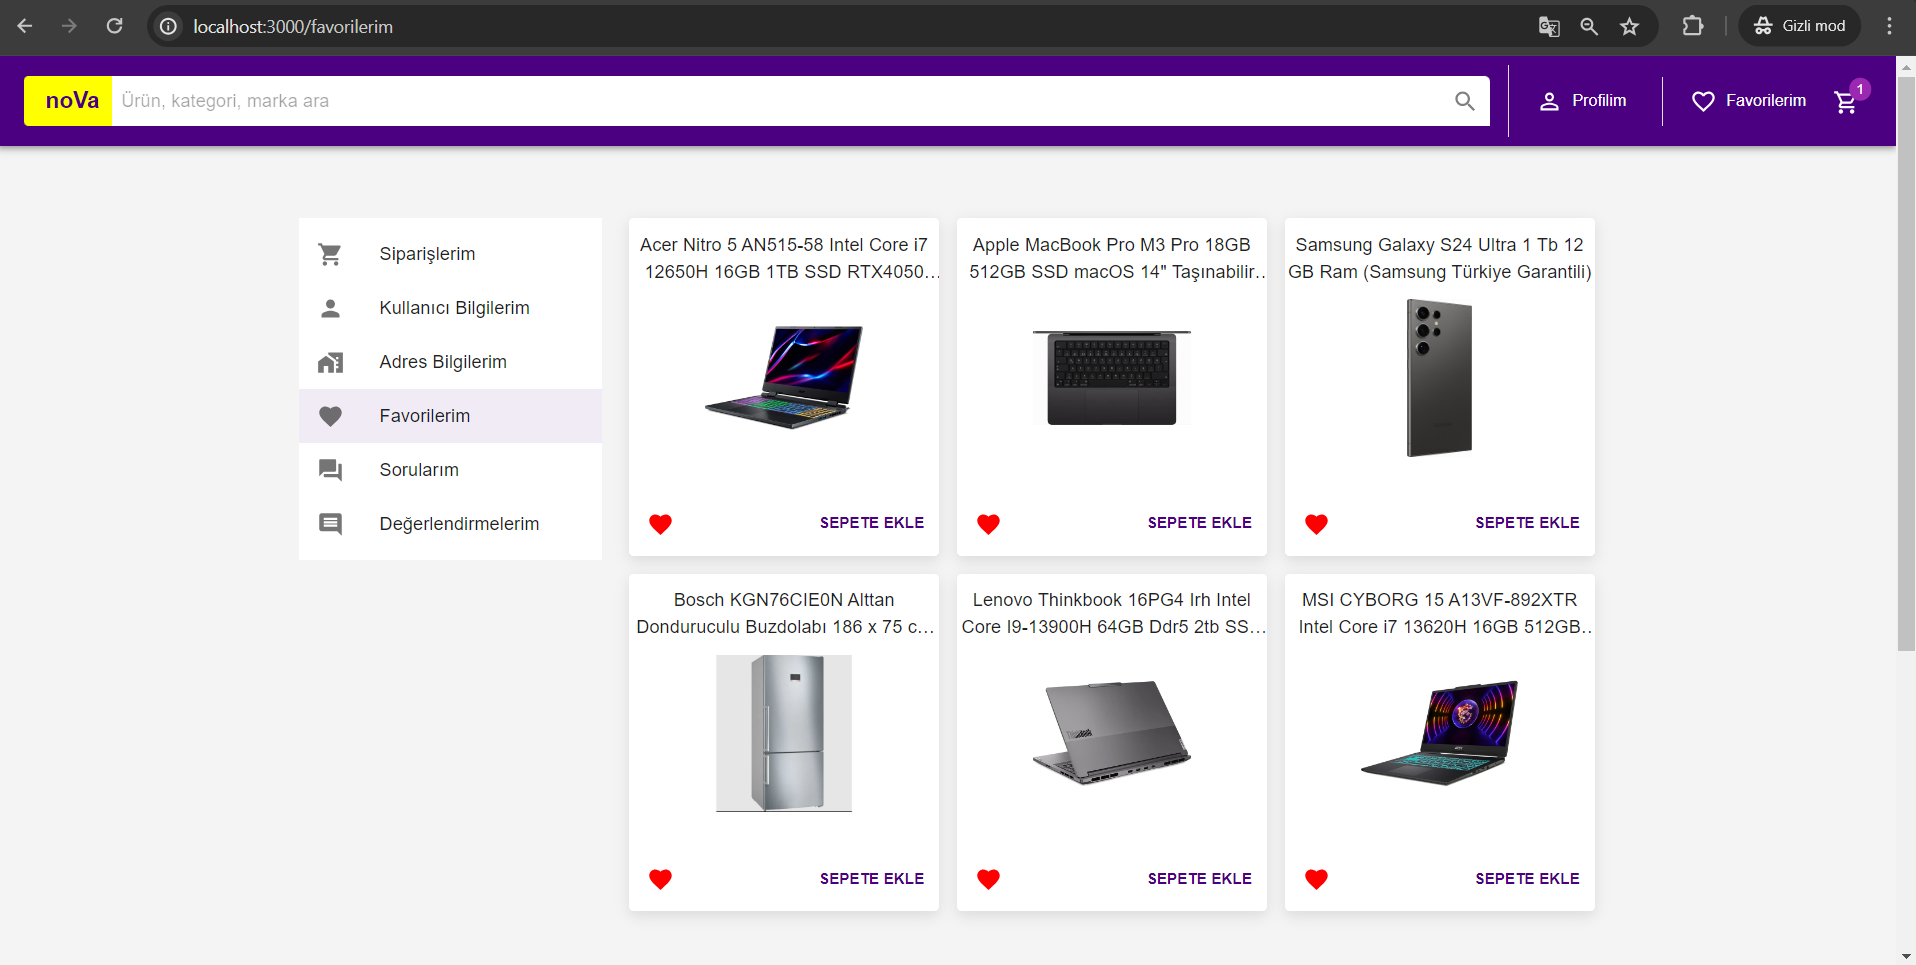 localhost:3000/favorilerim
Gizli mod
noVa
Ürün, kategori, marka ara
Profilim
Favorilerim
1
Siparişlerim
Kullanıcı Bilgilerim
Adres Bilgilerim
Favorilerim
Sorularım
Değerlendirmelerim
Acer Nitro 5 AN515-58 Intel Core i7
12650H 16GB 1TB SSD RTX4050...
SEPETE EKLE
Apple MacBook Pro M3 Pro 18GB
512GB SSD macOS 14" Taşınabilir...
SEPETE EKLE
Samsung Galaxy S24 Ultra 1 Tb 12
GB Ram (Samsung Türkiye Garantili)
SEPETE EKLE
Bosch KGN76CIE0N Alttan
Donduruculu Buzdolabı 186 x 75 c...
SEPETE EKLE
Lenovo Thinkbook 16PG4 Irh Intel
Core I9-13900H 64GB Ddr5 2tb SS...
SEPETE EKLE
MSI CYBORG 15 A13VF-892XTR
Intel Core i7 13620H 16GB 512GB...
SEPETE EKLE